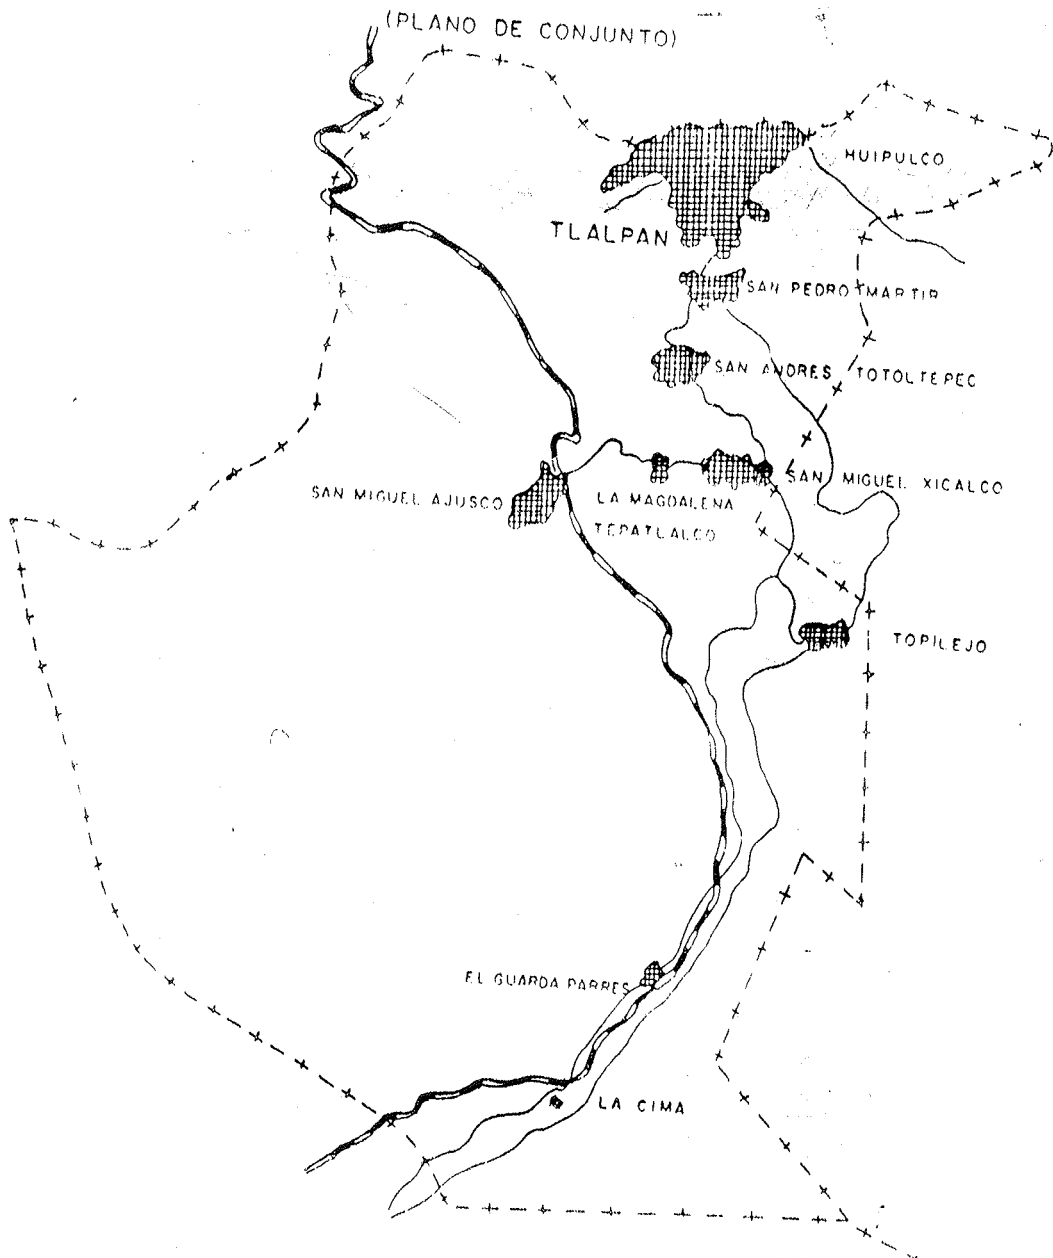 (PLANO DE CONJUNTO)
HUIPULCO
TLALPAN
SAN PEDRO MARTIR
SAN ANDRES TOTOLTEPEC
SAN MIGUEL XICALCO
SAN MIGUEL AJUSCO
LA MAGDALENA
TEPATLALCO
TOPILEJO
EL GUARDA PARRES
LA CIMA